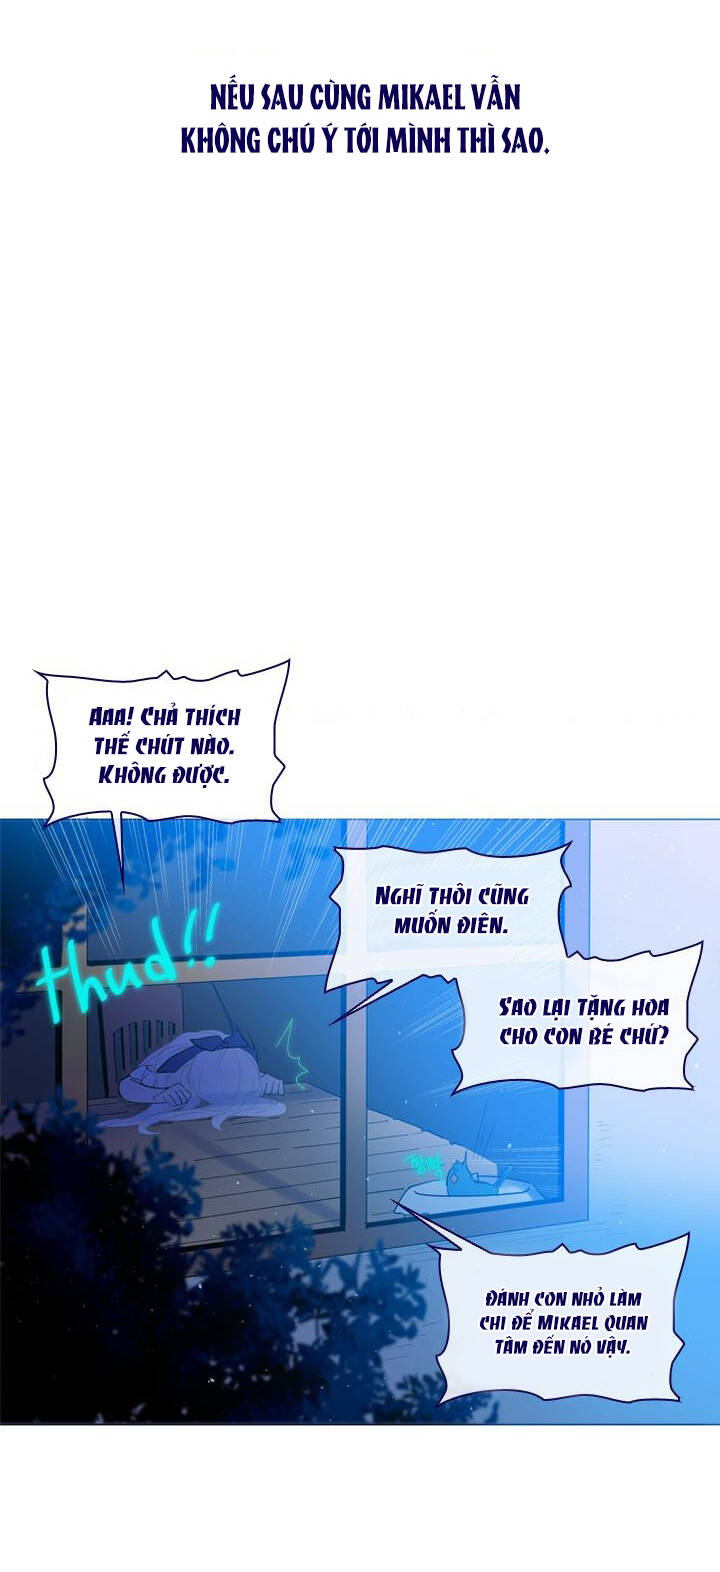 NẾU SAU CÙNG MIKAEL VẪN
KHÔNG CHÚ Ý TỚI MÌNH THÌ SAO.
AAA! CHẢ THÍCH
THẾ CHÚT NÀO.
KHÔNG ĐƯỢC.
NGHĨ THÔI CŨNG
MUỐN ĐIÊN.
thud!!
SAO LẠI TẶNG HOA
CHO CON BÉ CHỨ?
깜짝
ĐÁNH CON NHỎ LÀM
CHI ĐỂ MIKAEL QUAN
TÂM ĐẾN NÓ VẬY.